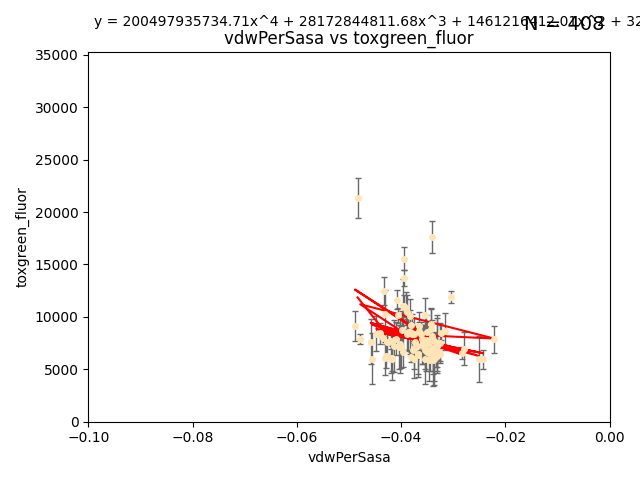 y = 200497935734.71x^4 + 28172844811.68x^3 +
N = 408
vdwPerSasa vs toxgreen_fluor
35000
30000
25000
20000
15000
10000
5000
0
toxgreen_fluor
−0.10
−0.08
−0.06
−0.04
−0.02
0.00
vdwPerSasa